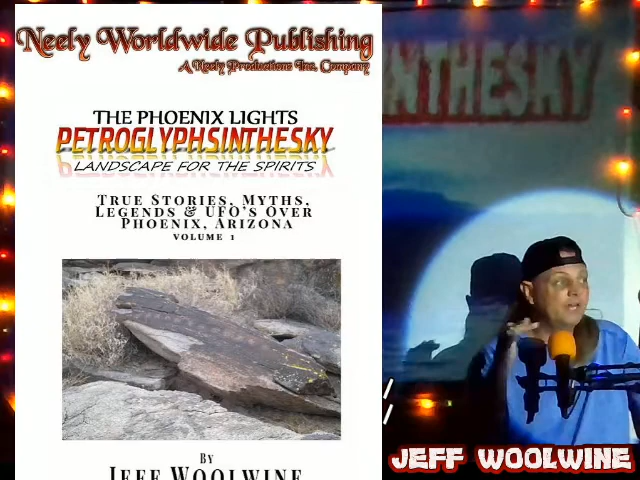 Neely Worldwide Publishing
A Neely Productions Inc. Company
THE PHOENIX LIGHTS
PETROGLYPHSINTHESKY
LANDSCAPE FOR THE SPIRITS
True Stories, Myths,
Legends & UFO's Over
Phoenix, Arizona
VOLUME 1
By
Jeff Woolwine
INTHESKY
JEFF WOOLWINE